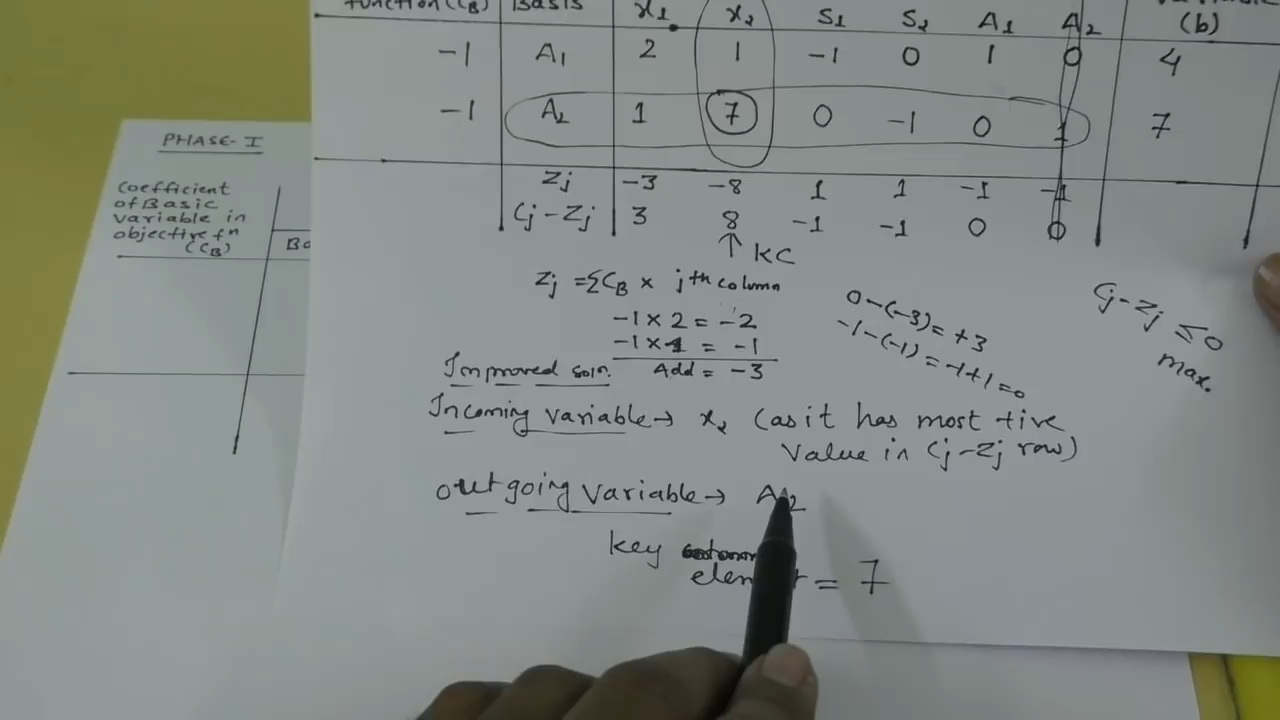 function (CB) Basis x₁ x₂ S₁ S₂ A₁ A₂ (b)
-1 A₁ 2 1 -1 0 1 0 4
-1 A₂ 1 7 0 -1 0 1 7
Zj -3 -8 1 1 -1 -1
Cj-Zj 3 8 -1 -1 0 0
↑ KC
Zj = ΣCB × jth column
-1 × 2 = -2
-1 × 1 = -1
Add = -3
0-(-3) = +3
-1-(-1) = -1+1 = 0
Cj-Zj ≤ 0
max.
Improved soln.
Incoming variable → x₂ (as it has most +ive
Value in Cj-Zj row)
outgoing variable → A₂
key
= 7
PHASE-I
coefficient
of Basic
variable in
objective fn
(CB)